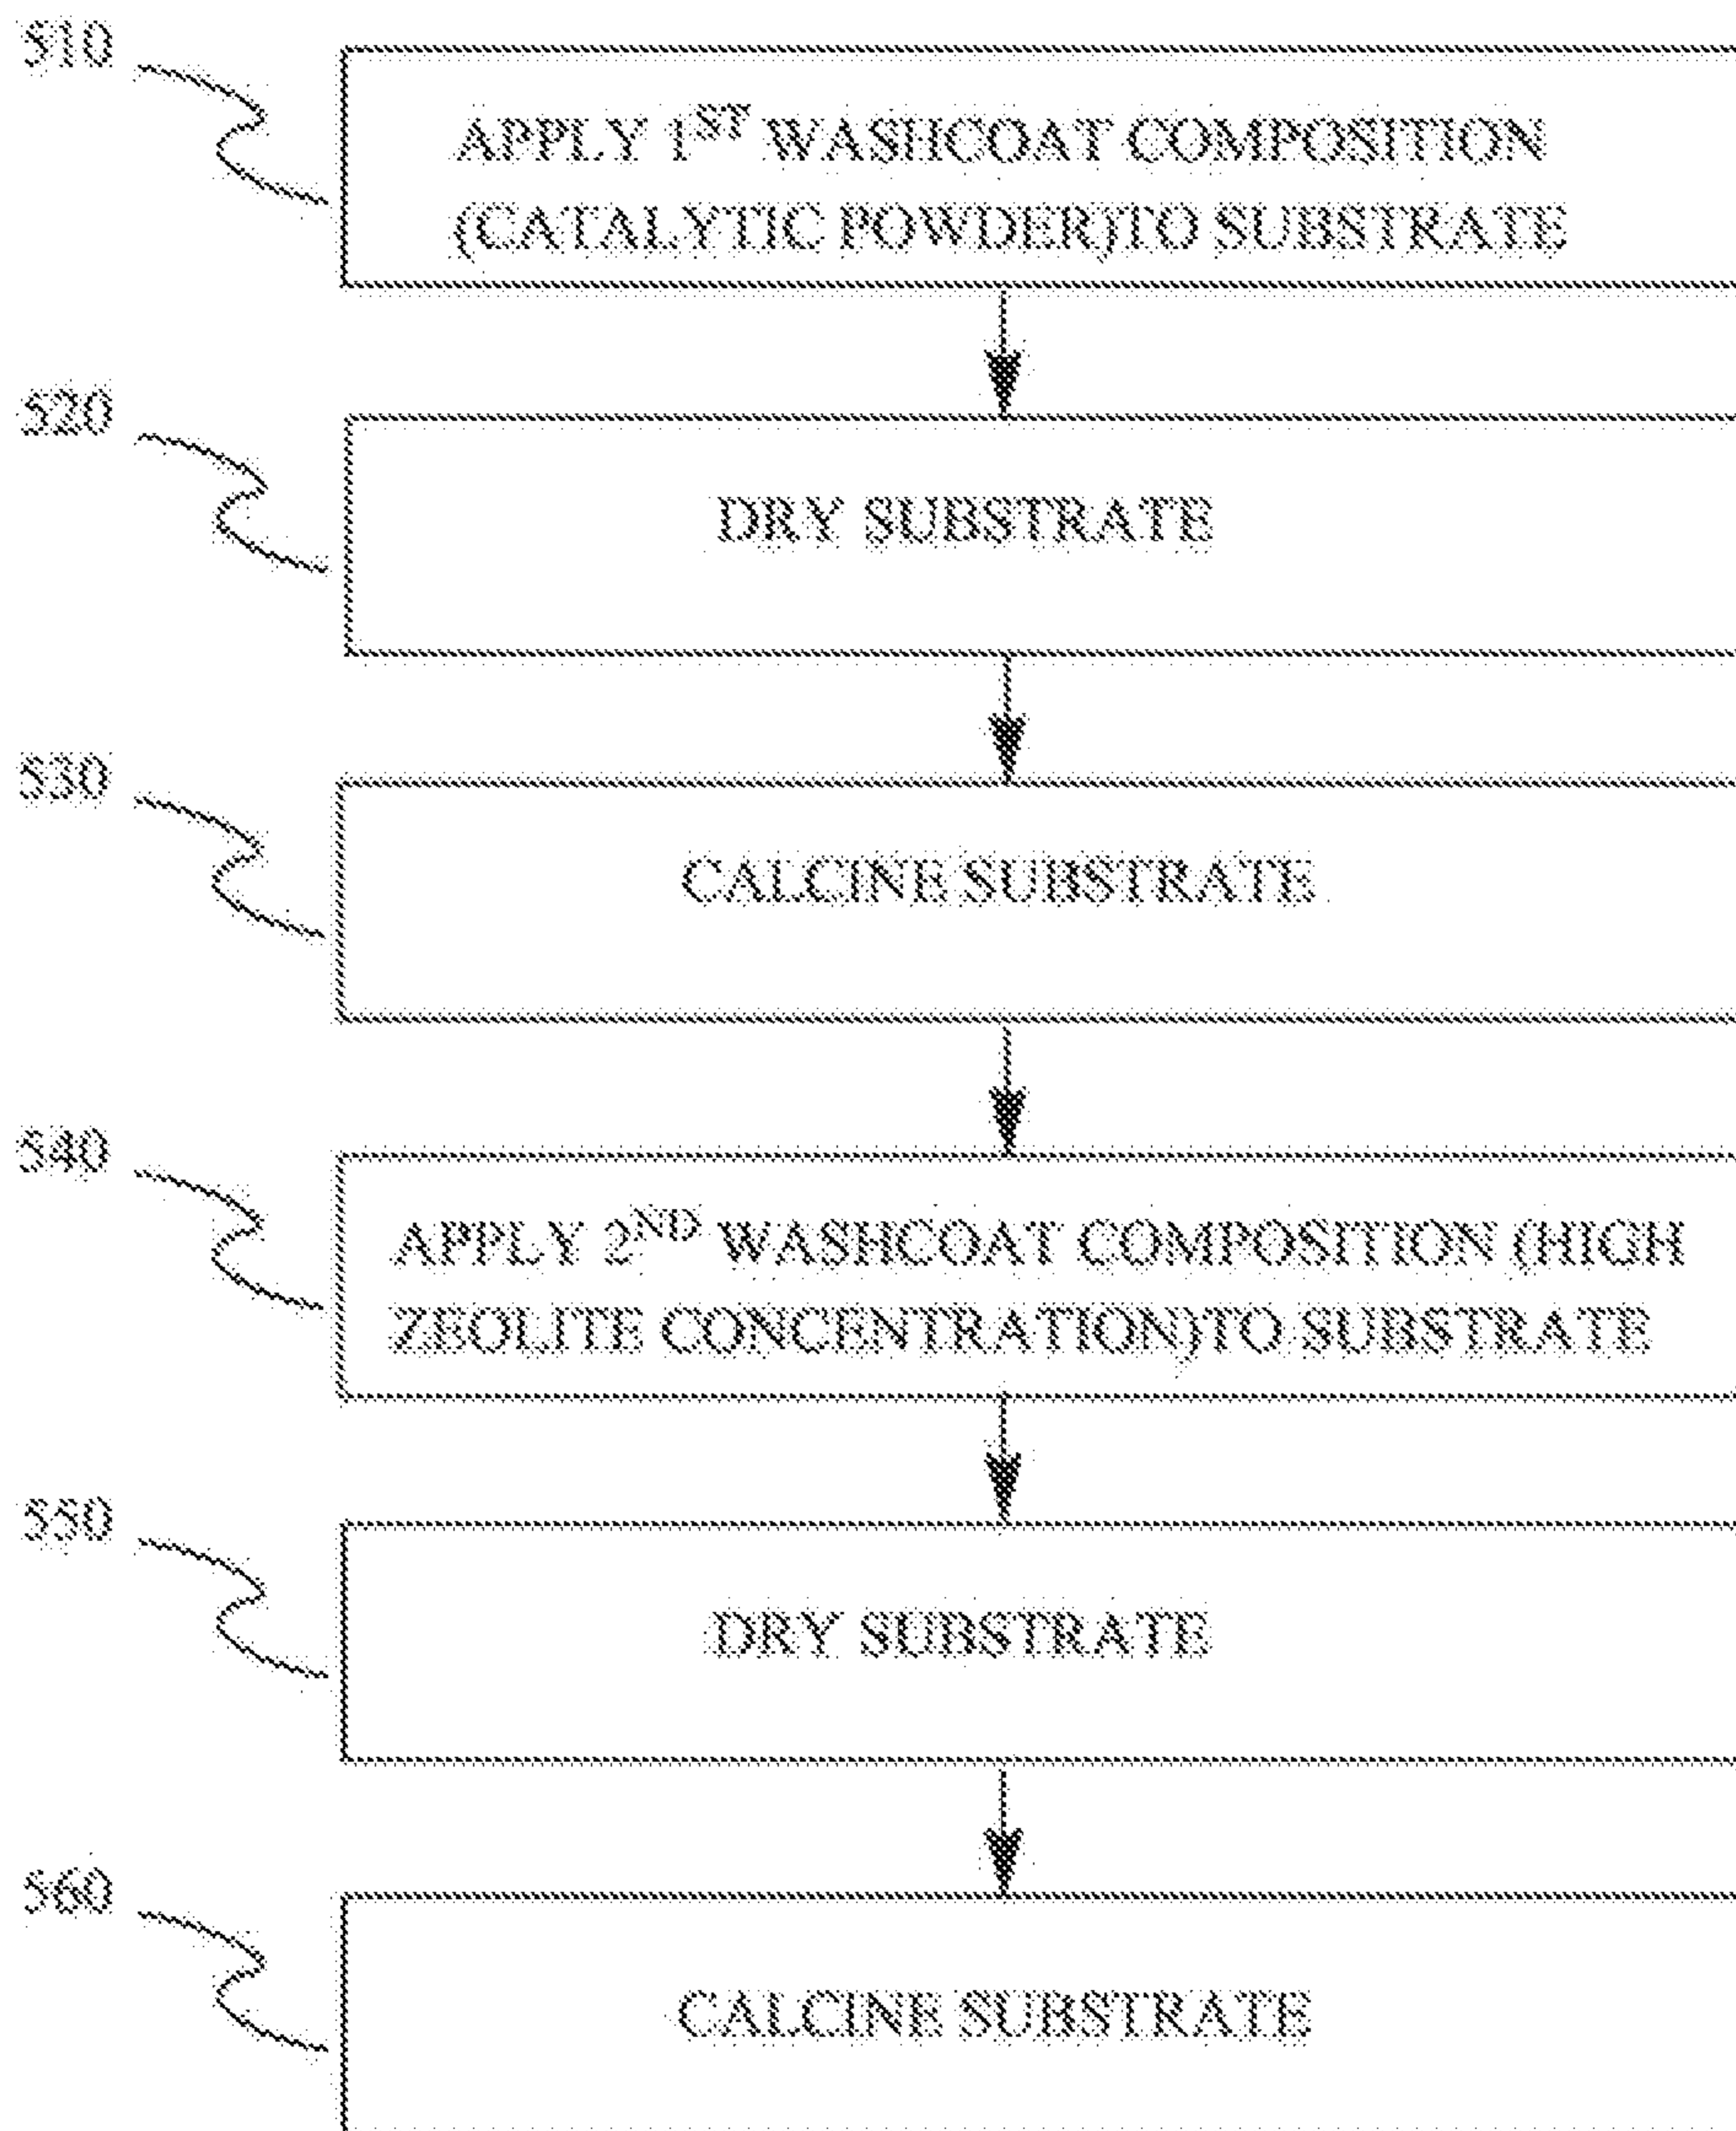 510
APPLY 1ST WASHCOAT COMPOSITION
(CATALYTIC POWDER)TO SUBSTRATE
520
DRY SUBSTRATE
530
CALCINE SUBSTRATE
540
APPLY 2ND WASHCOAT COMPOSITION (HIGH
ZEOLITE CONCENTRATION)TO SUBSTRATE
550
DRY SUBSTRATE
560
CALCINE SUBSTRATE